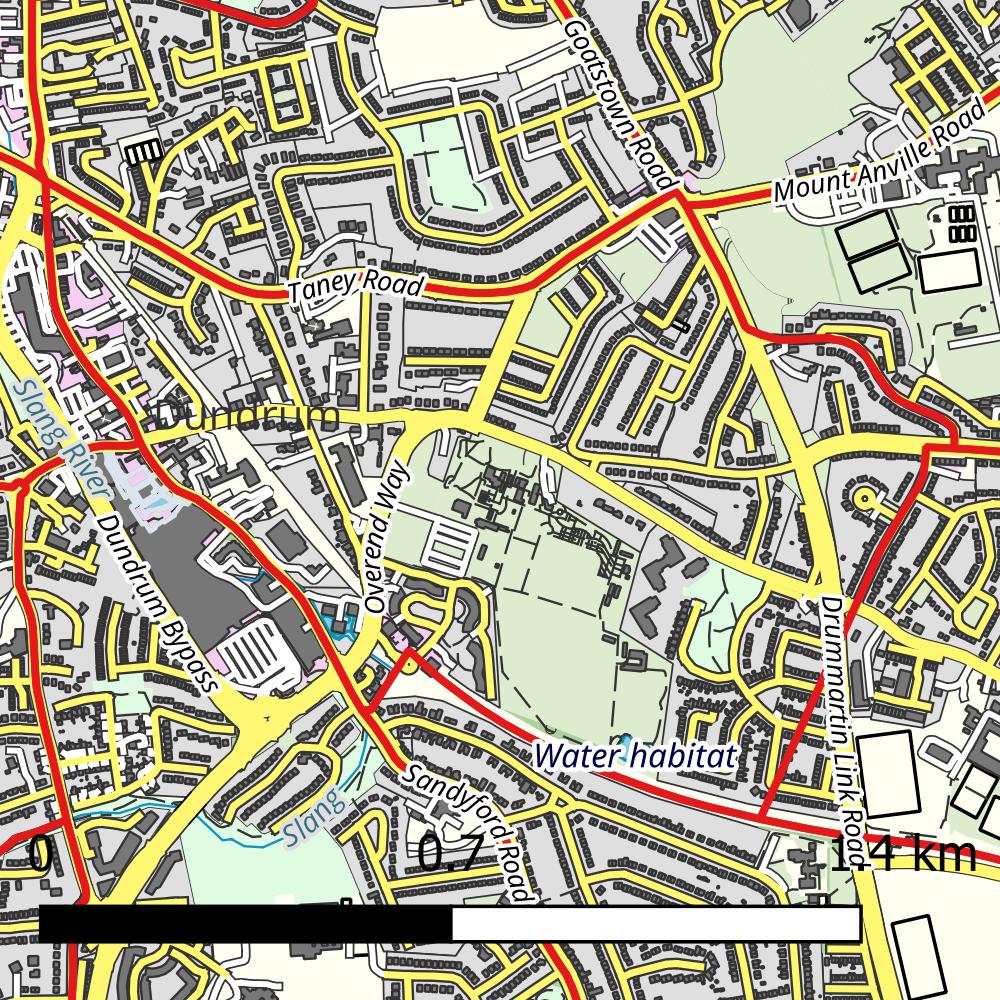 Goatstown Road
Mount Anville Road
Taney Road
Dundrum
Slang River
Overend Way
Dundrum Bypass
Drummartin Link Road
Water habitat
Sandyford Road
Slang
0 0.7 1.4 km